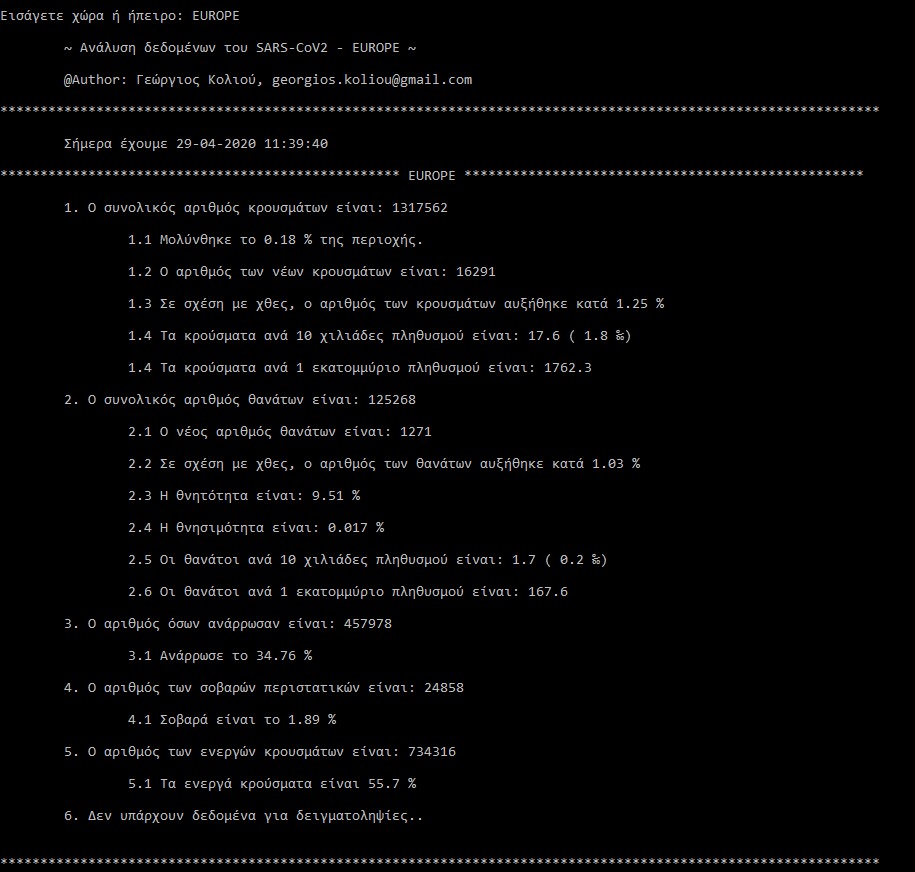 Εισάγετε χώρα ή ήπειρο: EUROPE
~ Ανάλυση δεδομένων του SARS-CoV2 - EUROPE ~
@Author: Γεώργιος Κολιού, georgios.koliou@gmail.com
**************************************************************************************************************
Σήμερα έχουμε 29-04-2020 11:39:40
************************************************** EUROPE **************************************************
1. Ο συνολικός αριθμός κρουσμάτων είναι: 1317562
1.1 Μολύνθηκε το 0.18 % της περιοχής.
1.2 Ο αριθμός των νέων κρουσμάτων είναι: 16291
1.3 Σε σχέση με χθες, ο αριθμός των κρουσμάτων αυξήθηκε κατά 1.25 %
1.4 Τα κρούσματα ανά 10 χιλιάδες πληθυσμού είναι: 17.6 ( 1.8 ‰)
1.4 Τα κρούσματα ανά 1 εκατομμύριο πληθυσμού είναι: 1762.3
2. Ο συνολικός αριθμός θανάτων είναι: 125268
2.1 Ο νέος αριθμός θανάτων είναι: 1271
2.2 Σε σχέση με χθες, ο αριθμός των θανάτων αυξήθηκε κατά 1.03 %
2.3 Η θνητότητα είναι: 9.51 %
2.4 Η θνησιμότητα είναι: 0.017 %
2.5 Οι θανάτοι ανά 10 χιλιάδες πληθυσμού είναι: 1.7 ( 0.2 ‰)
2.6 Οι θανάτοι ανά 1 εκατομμύριο πληθυσμού είναι: 167.6
3. Ο αριθμός όσων ανάρρωσαν είναι: 457978
3.1 Ανάρρωσε το 34.76 %
4. Ο αριθμός των σοβαρών περιστατικών είναι: 24858
4.1 Σοβαρά είναι το 1.89 %
5. Ο αριθμός των ενεργών κρουσμάτων είναι: 734316
5.1 Τα ενεργά κρούσματα είναι 55.7 %
6. Δεν υπάρχουν δεδομένα για δειγματοληψίες..
**************************************************************************************************************